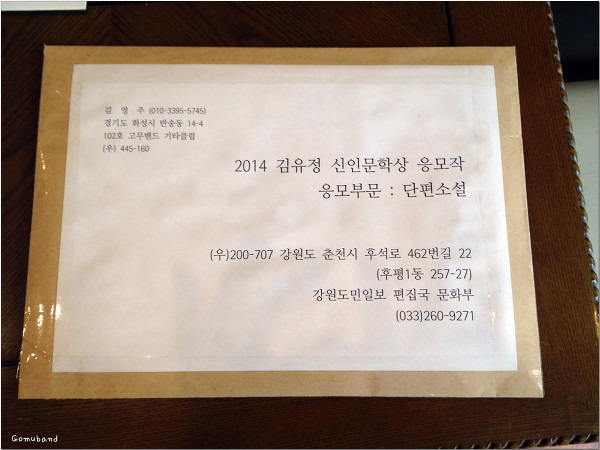 김 영 주 (010-3395-5745)
경기도 화성시 반송동 14-4
102호 고무밴드 기타클럽
(우) 445-160
2014 김유정 신인문학상 응모작
응모부문 : 단편소설
(우)200-707 강원도 춘천시 후석로 462번길 22
(후평1동 257-27)
강원도민일보 편집국 문화부
(033)260-9271
Gomuband